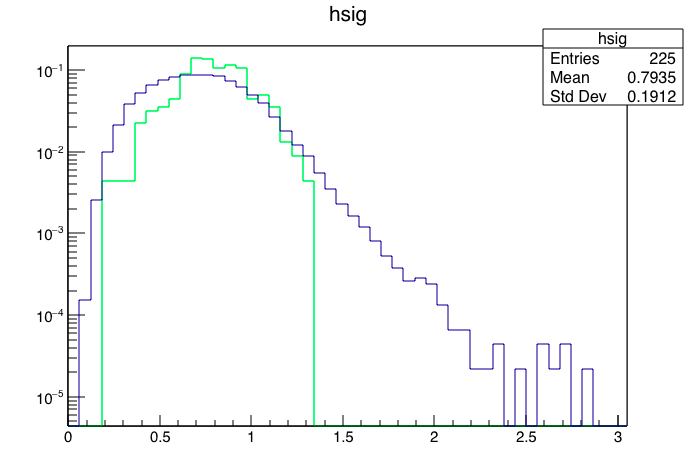 hsig
hsig
Entries 225
Mean 0.7935
Std Dev 0.1912
10⁻¹
10⁻²
10⁻³
10⁻⁴
10⁻⁵
0 0.5 1 1.5 2 2.5 3